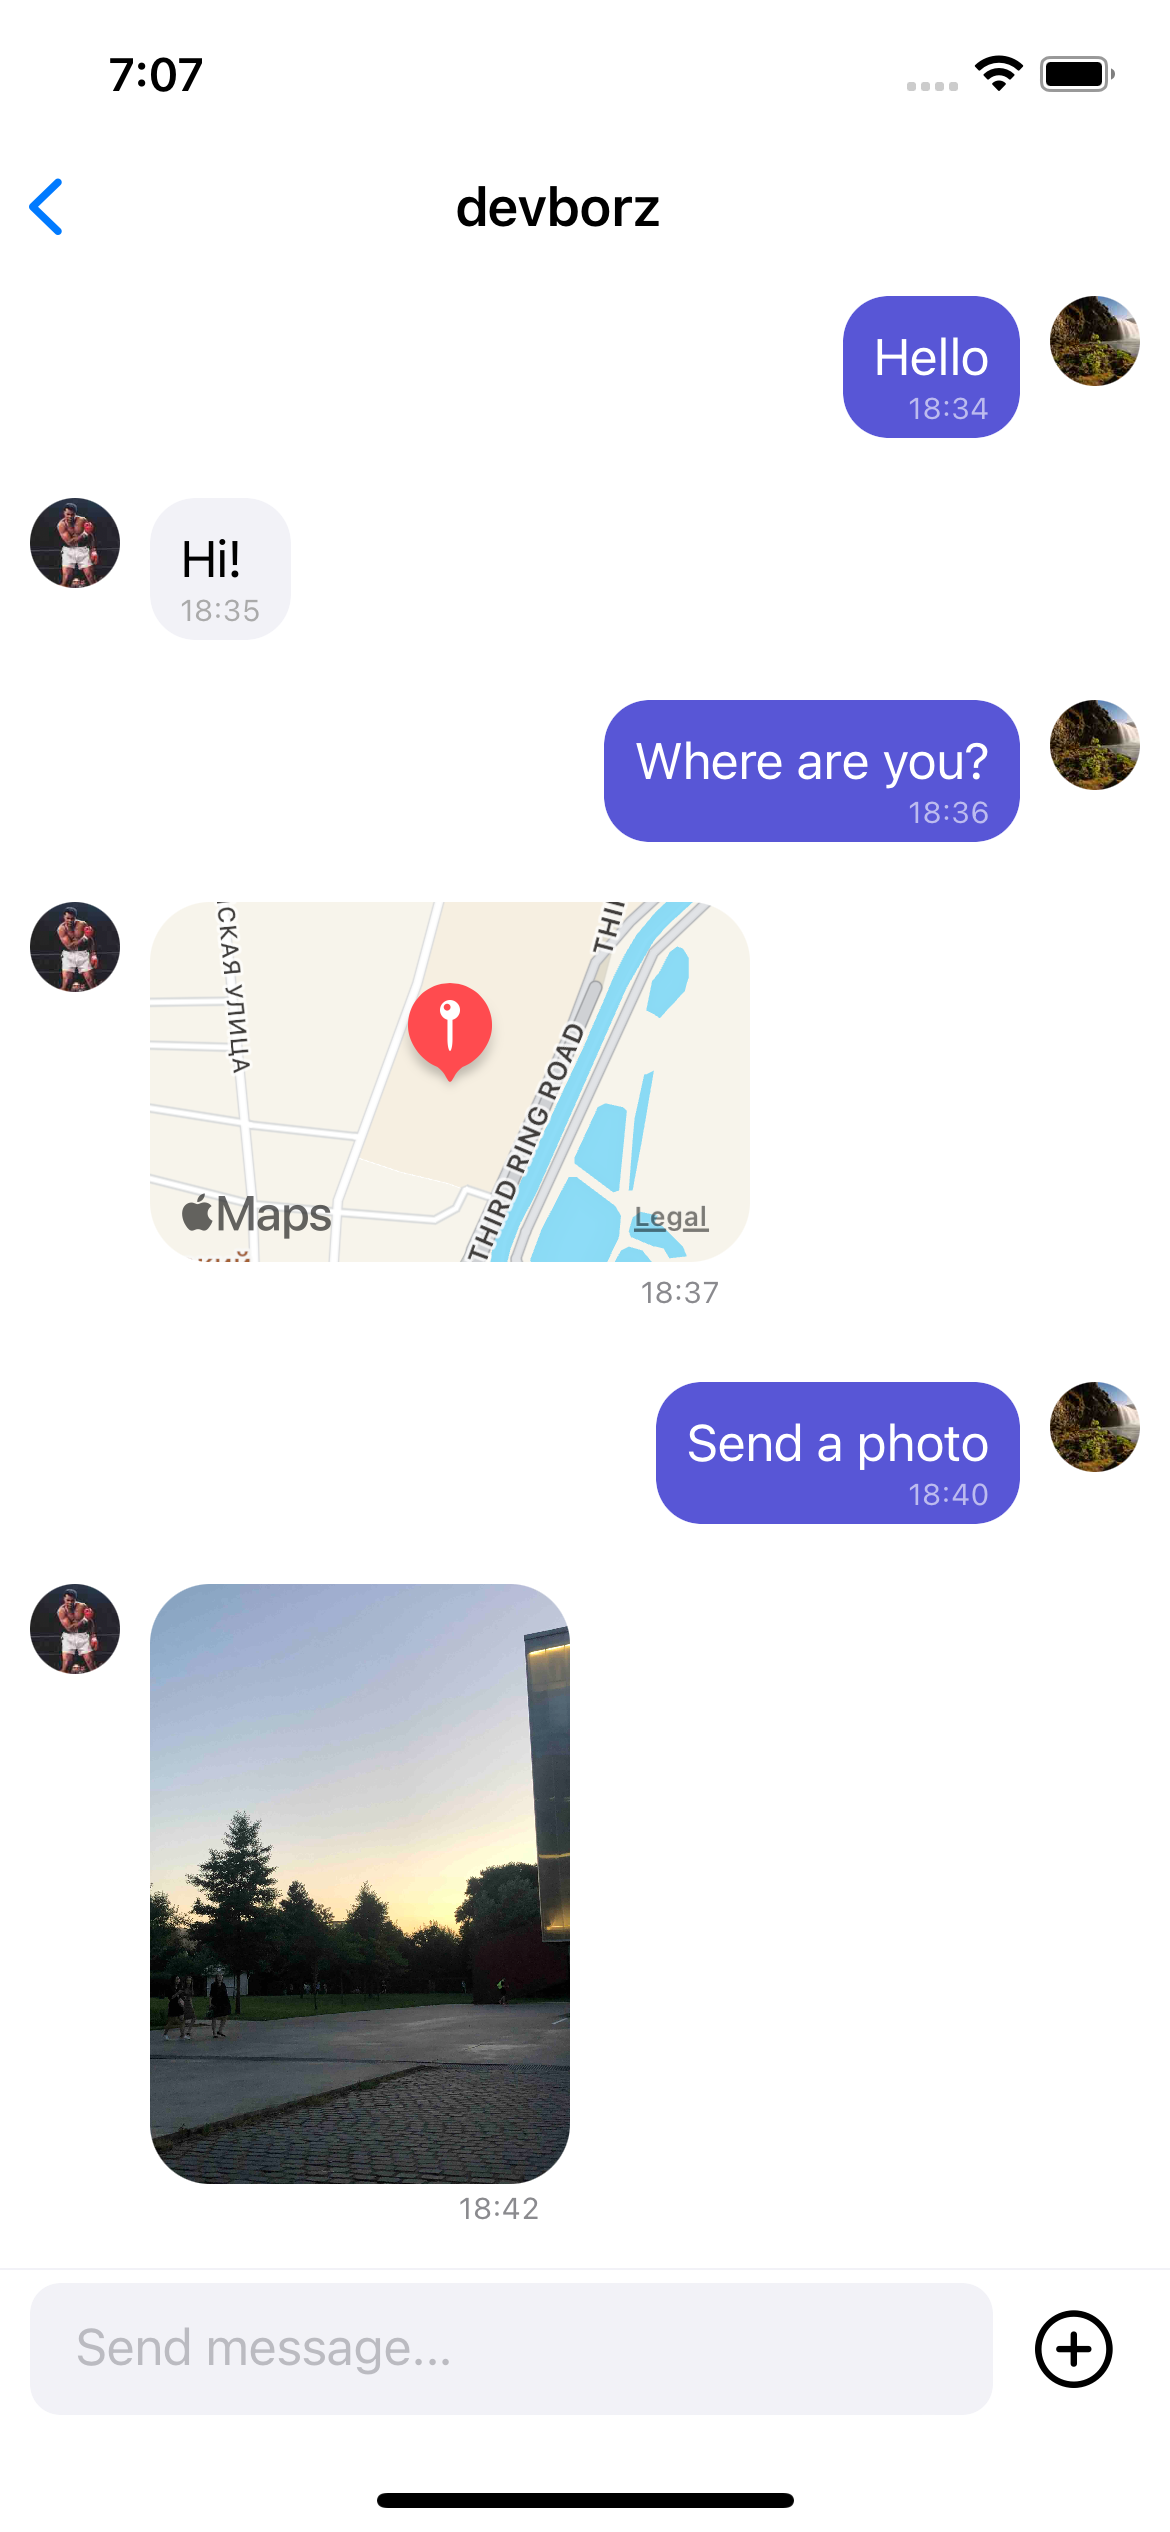 7:07
devborz
Hello
18:34
Hi!
18:35
Where are you?
18:36
СКАЯ УЛИЦА
THIRD RING ROAD
Maps
Legal
18:37
Send a photo
18:40
18:42
Send message...